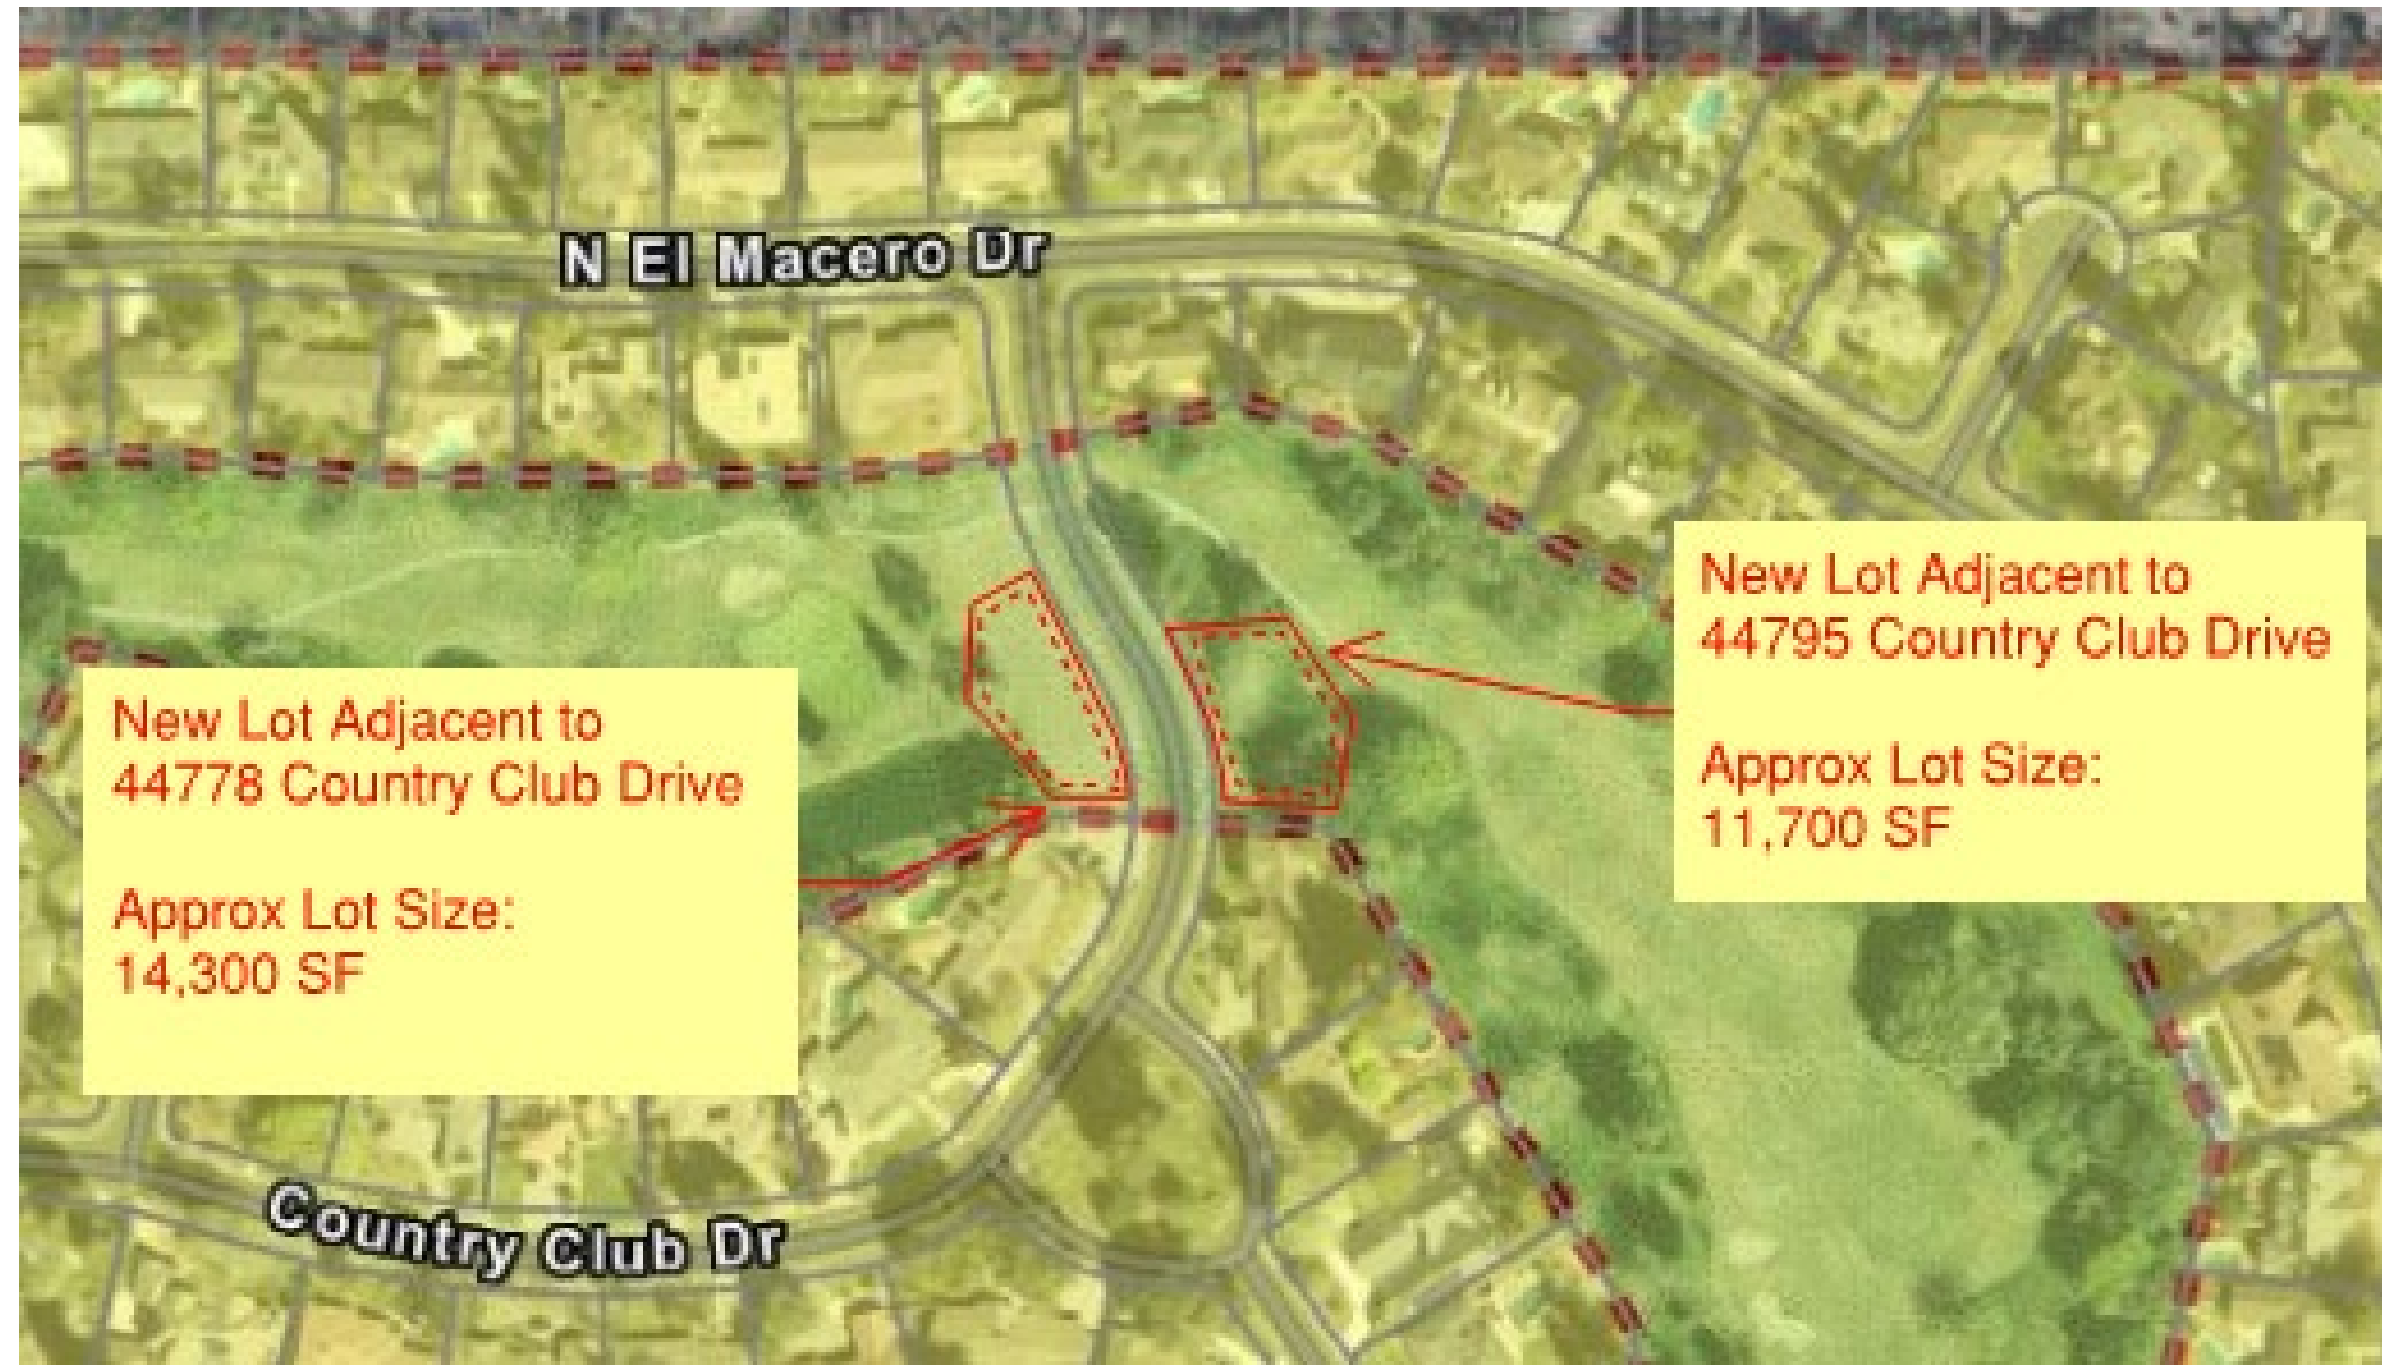 N El Macero Dr
New Lot Adjacent to
44795 Country Club Drive
Approx Lot Size:
11,700 SF
New Lot Adjacent to
44778 Country Club Drive
Approx Lot Size:
14,300 SF
Country Club Dr